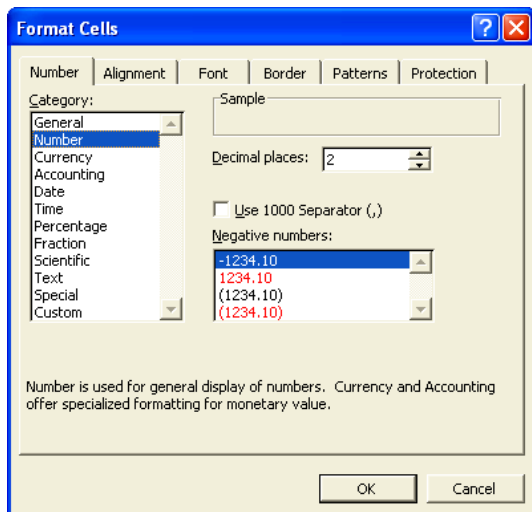 Format Cells
Number Alignment Font Border Patterns Protection
Category:
General
Number
Currency
Accounting
Date
Time
Percentage
Fraction
Scientific
Text
Special
Custom
Sample
Decimal places: 2
Use 1000 Separator (,)
Negative numbers:
-1234.10
1234.10
(1234.10)
(1234.10)
Number is used for general display of numbers. Currency and Accounting
offer specialized formatting for monetary value.
OK Cancel